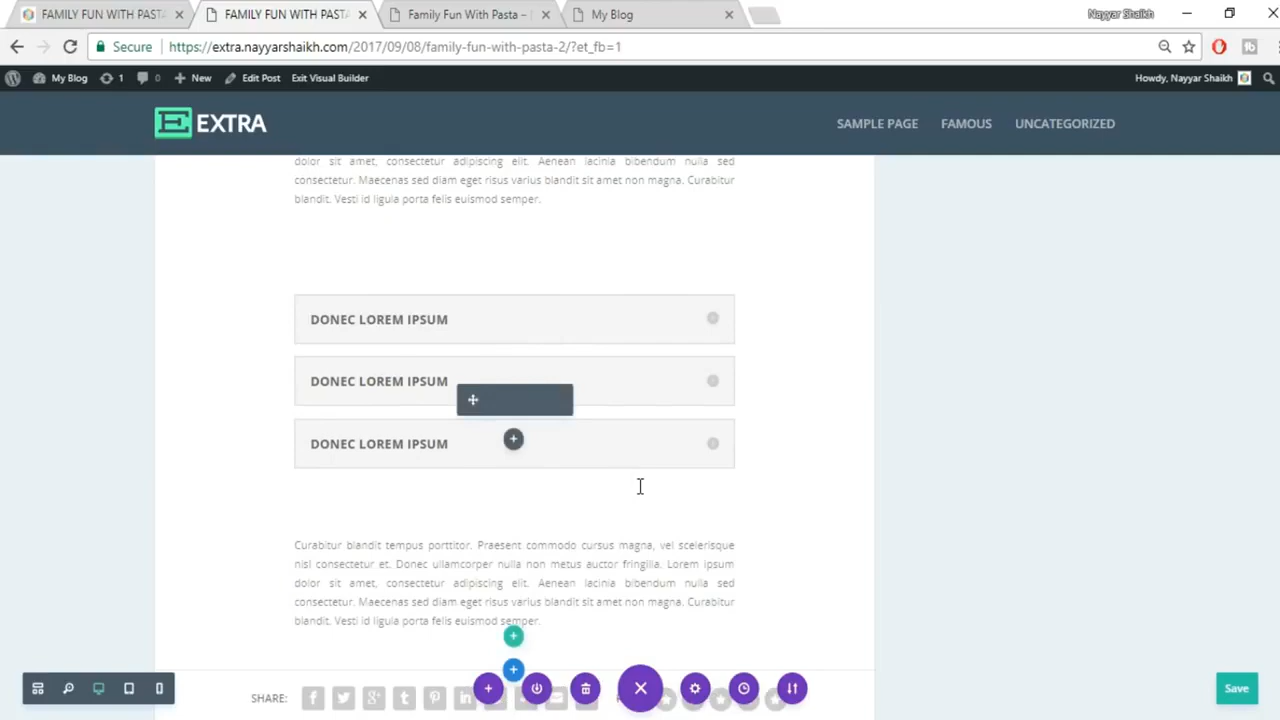 FAMILY FUN WITH PASTA
FAMILY FUN WITH PASTA
Family Fun With Pasta –
My Blog
Nayyar Shaikh
Secure
https://extra.nayyarshaikh.com/2017/09/08/family-fun-with-pasta-2/?et_fb=1
My Blog 1 0 New Edit Post Exit Visual Builder
Howdy, Nayyar Shaikh
EXTRA
SAMPLE PAGE FAMOUS UNCATEGORIZED
dolor sit amet, consectetur adipiscing elit. Aenean lacinia bibendum nulla sed
consectetur. Maecenas sed diam eget risus varius blandit sit amet non magna. Curabitur
blandit. Vesti id ligula porta felis euismod semper.
DONEC LOREM IPSUM
DONEC LOREM IPSUM
DONEC LOREM IPSUM
Curabitur blandit tempus porttitor. Praesent commodo cursus magna, vel scelerisque
nisl consectetur et. Donec ullamcorper nulla non metus auctor fringilla. Lorem ipsum
dolor sit amet, consectetur adipiscing elit. Aenean lacinia bibendum nulla sed
consectetur. Maecenas sed diam eget risus varius blandit sit amet non magna. Curabitur
blandit. Vesti id ligula porta felis euismod semper.
SHARE:
Save